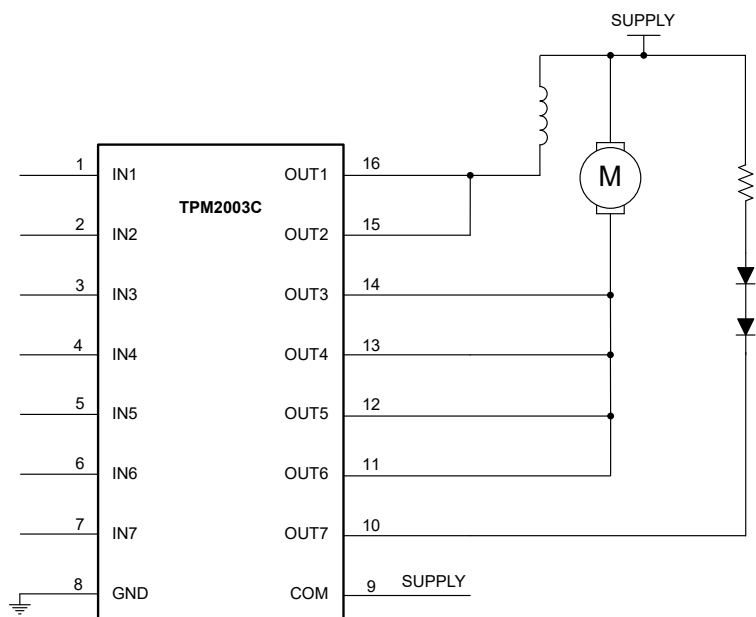 SUPPLY
M
TPM2003C
1 IN1 OUT1 16
2 IN2 OUT2 15
3 IN3 OUT3 14
4 IN4 OUT4 13
5 IN5 OUT5 12
6 IN6 OUT6 11
7 IN7 OUT7 10
8 GND COM 9 SUPPLY